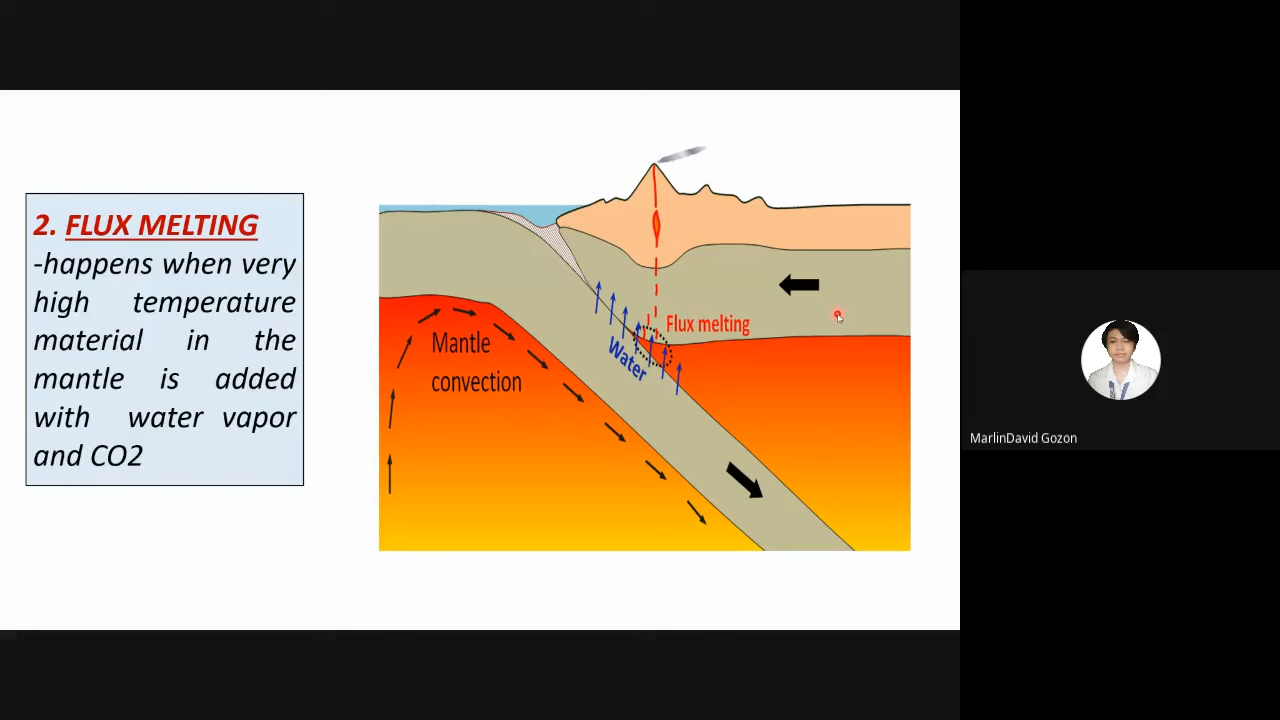 2. FLUX MELTING
-happens when very
high temperature
material in the
mantle is added
with water vapor
and CO2
Mantle
convection
Water
Flux melting
MarlinDavid Gozon